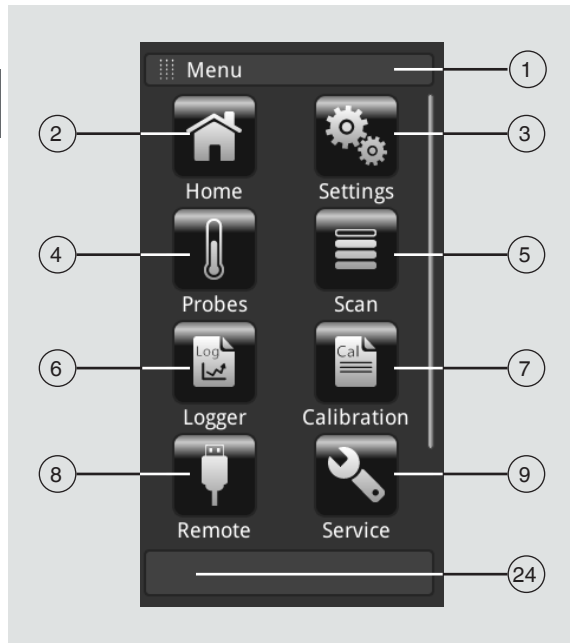 Menu
1
2
3
Home
Settings
4
5
Probes
Scan
Log
Cal
6
7
Logger
Calibration
8
9
Remote
Service
24